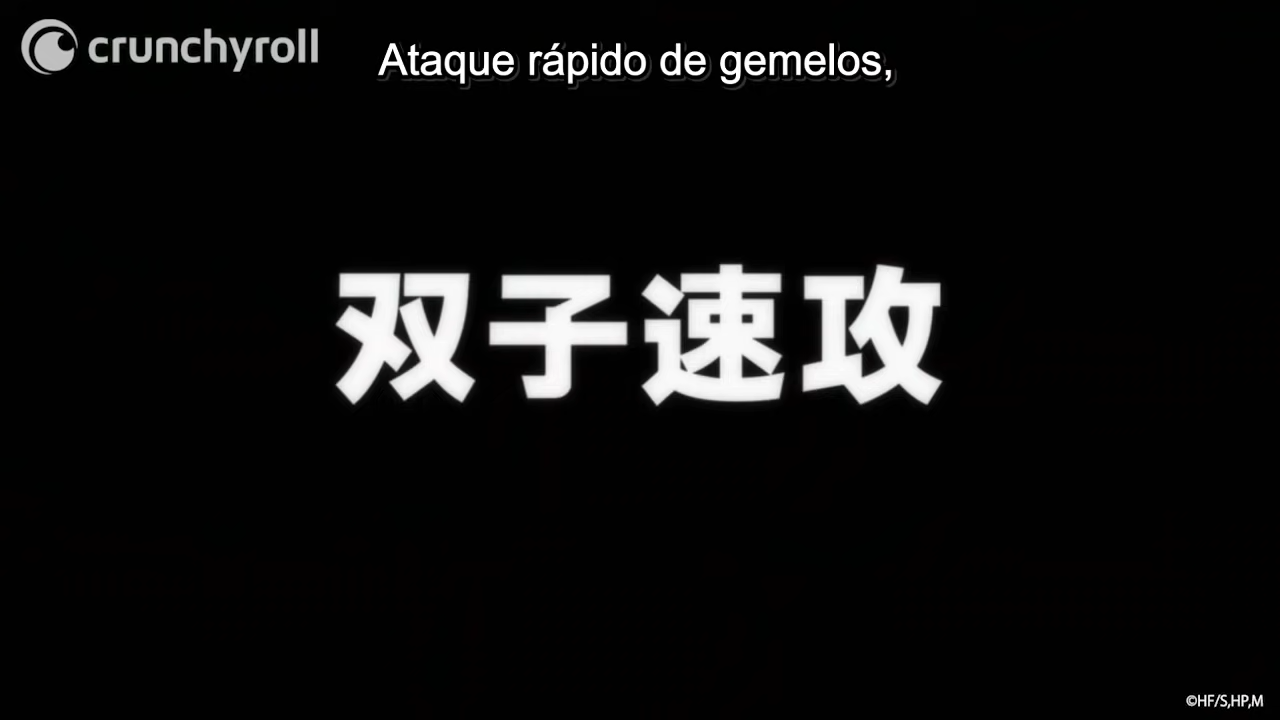 crunchyroll
Ataque rápido de gemelos,
双子速攻
©HF/S,HP,M